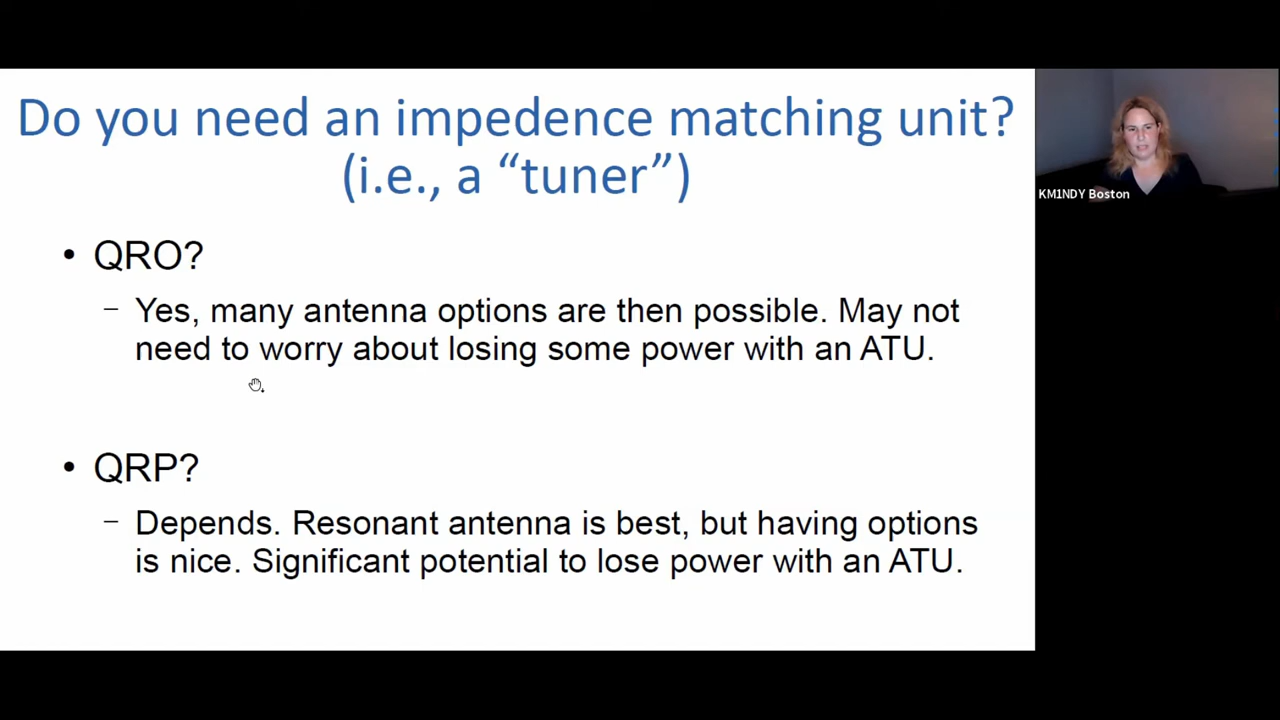 Do you need an impedence matching unit?
(i.e., a “tuner”)
• QRO?
– Yes, many antenna options are then possible. May not
need to worry about losing some power with an ATU.
• QRP?
– Depends. Resonant antenna is best, but having options
is nice. Significant potential to lose power with an ATU.
KM1NDY Boston